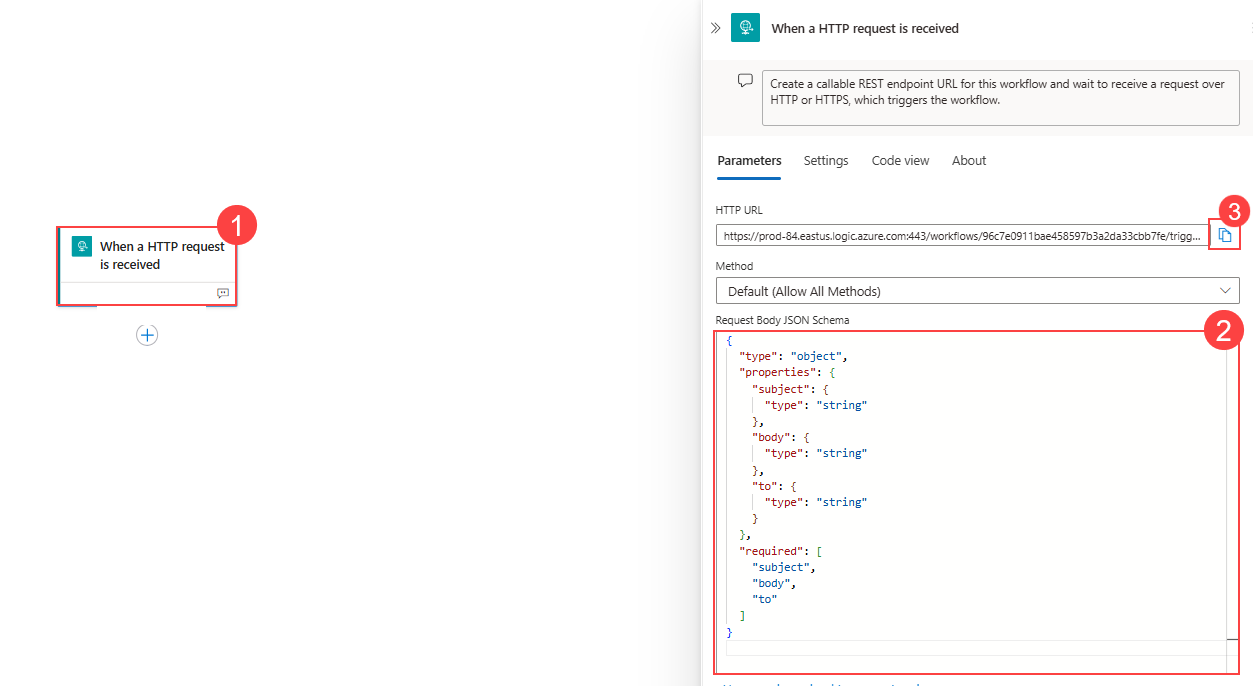 When a HTTP request is received
Create a callable REST endpoint URL for this workflow and wait to receive a request over
HTTP or HTTPS, which triggers the workflow.
Parameters Settings Code view About
1
When a HTTP request
is received
HTTP URL
3
https://prod-84.eastus.logic.azure.com:443/workflows/96c7e0911bae458597b3a2da33cbb7fe/trigg...
Method
Default (Allow All Methods)
Request Body JSON Schema
2
{
"type": "object",
"properties": {
"subject": {
"type": "string"
},
"body": {
"type": "string"
},
"to": {
"type": "string"
}
},
"required": [
"subject",
"body",
"to"
]
}